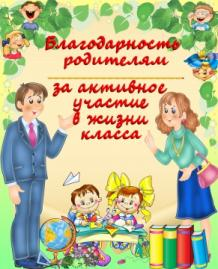 Благодарность
родителям
за активное
участие
в жизни
класса